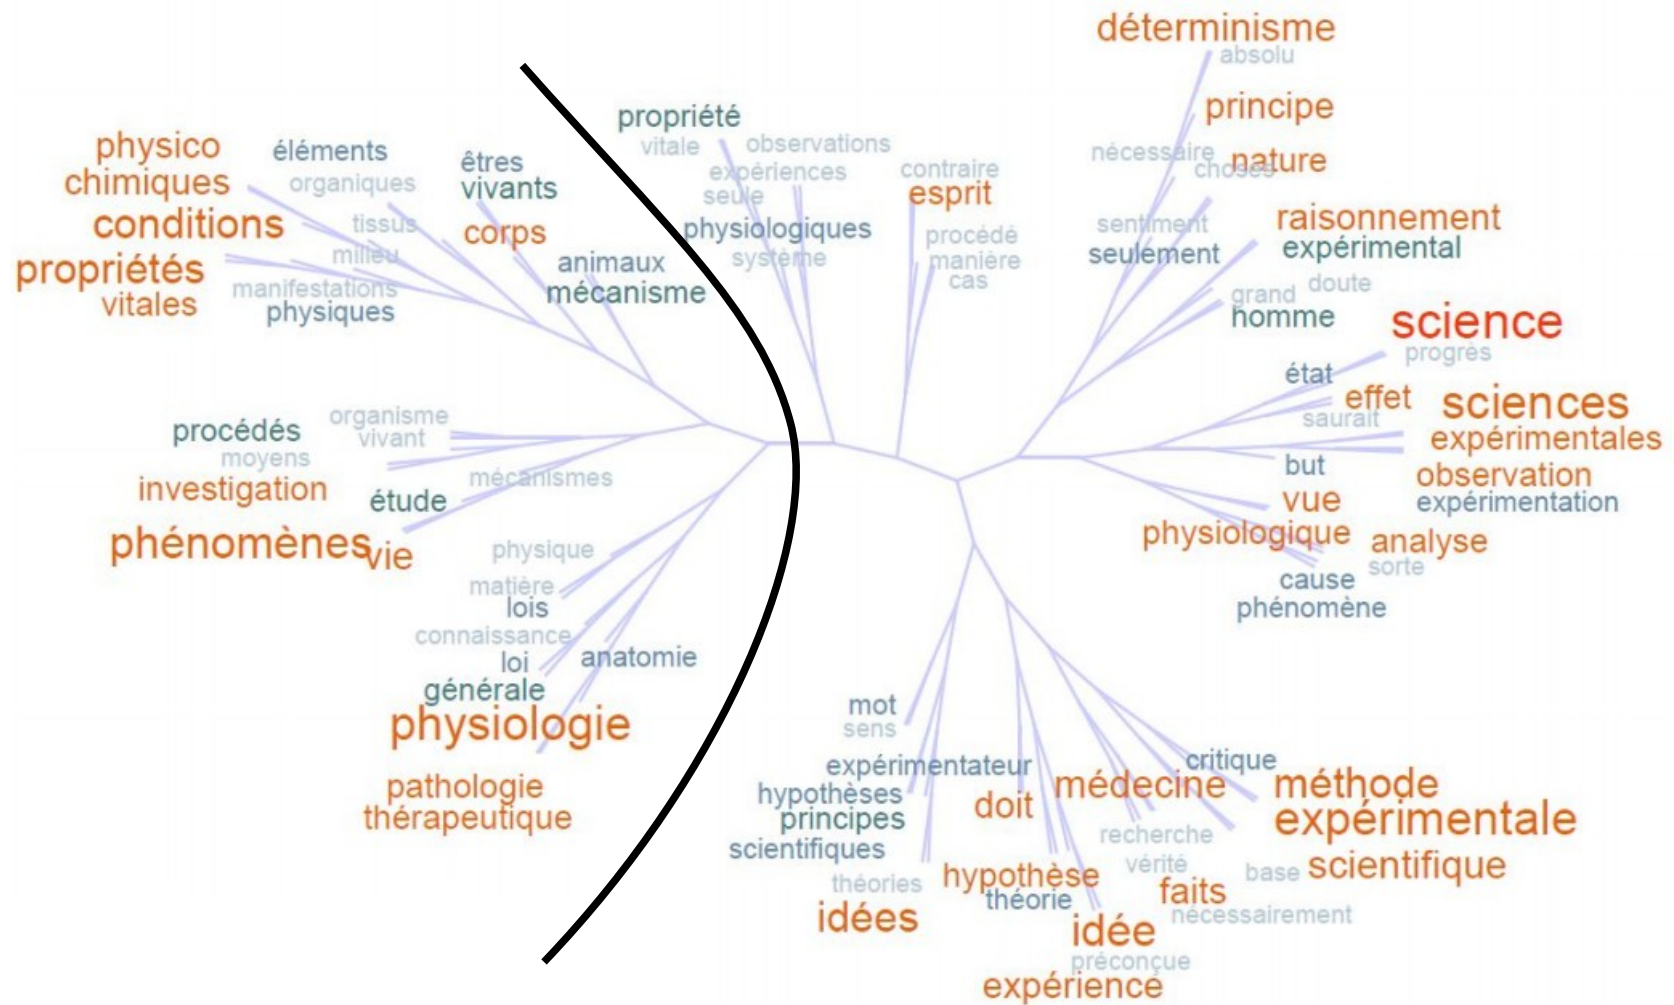 déterminisme
absolu
principe
nécessaire
nature
choses
raisonnement
sentiment
expérimental
seulement
doute
grand
homme
science
progrès
état
effet
sciences
saurait
expérimentales
but
observation
vue
expérimentation
physiologique
analyse
sorte
cause
phénomène
propriété
vitale
observations
expériences
seule
physiologiques
système
contraire
esprit
procédé
manière
cas
physico
chimiques
conditions
propriétés
vitales
éléments
organiques
tissus
milieu
manifestations
physiques
êtres
vivants
corps
animaux
mécanisme
organisme
procédés
vivant
moyens
mécanismes
investigation
étude
phénomènes
vie
physique
matière
lois
connaissance
loi
anatomie
générale
physiologie
pathologie
thérapeutique
mot
sens
expérimentateur
hypothèses
principes
scientifiques
théories
idées
doit
hypothèse
théorie
idée
préconçue
expérience
médecine
critique
méthode
expérimentale
recherche
vérité
base
scientifique
faits
nécessairement